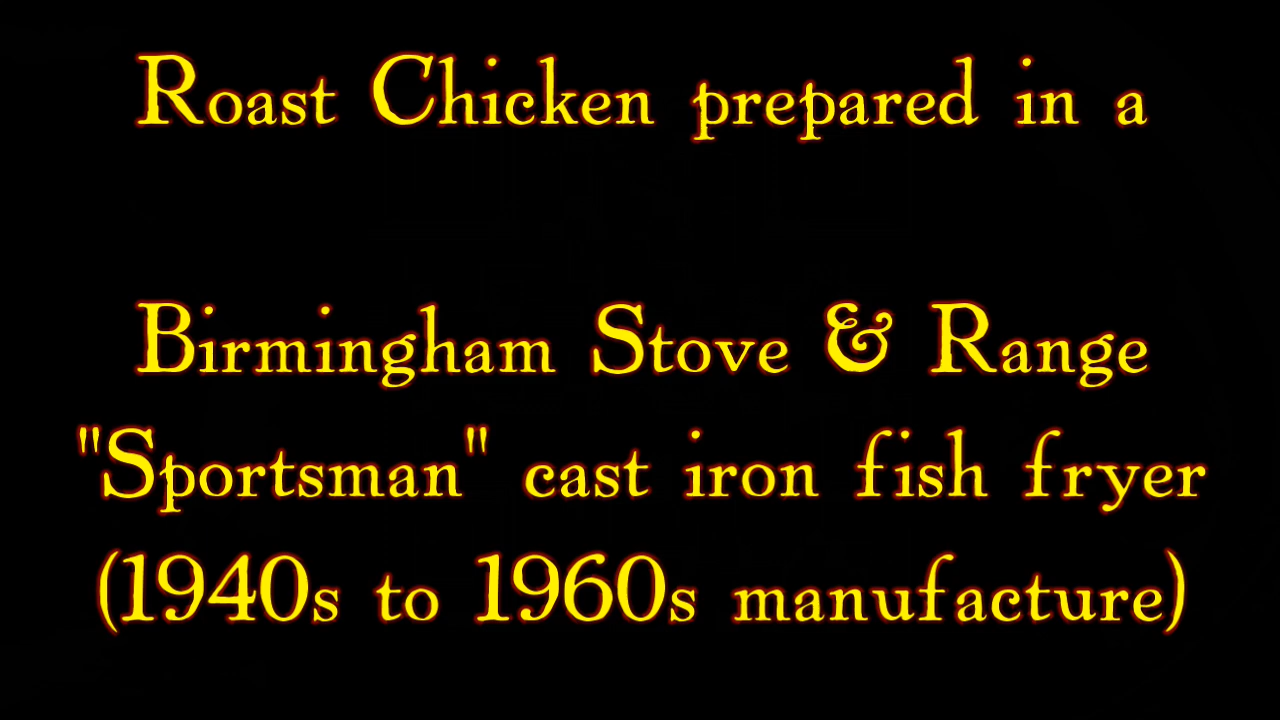 Roast Chicken prepared in a
Birmingham Stove & Range
"Sportsman" cast iron fish fryer
(1940s to 1960s manufacture)